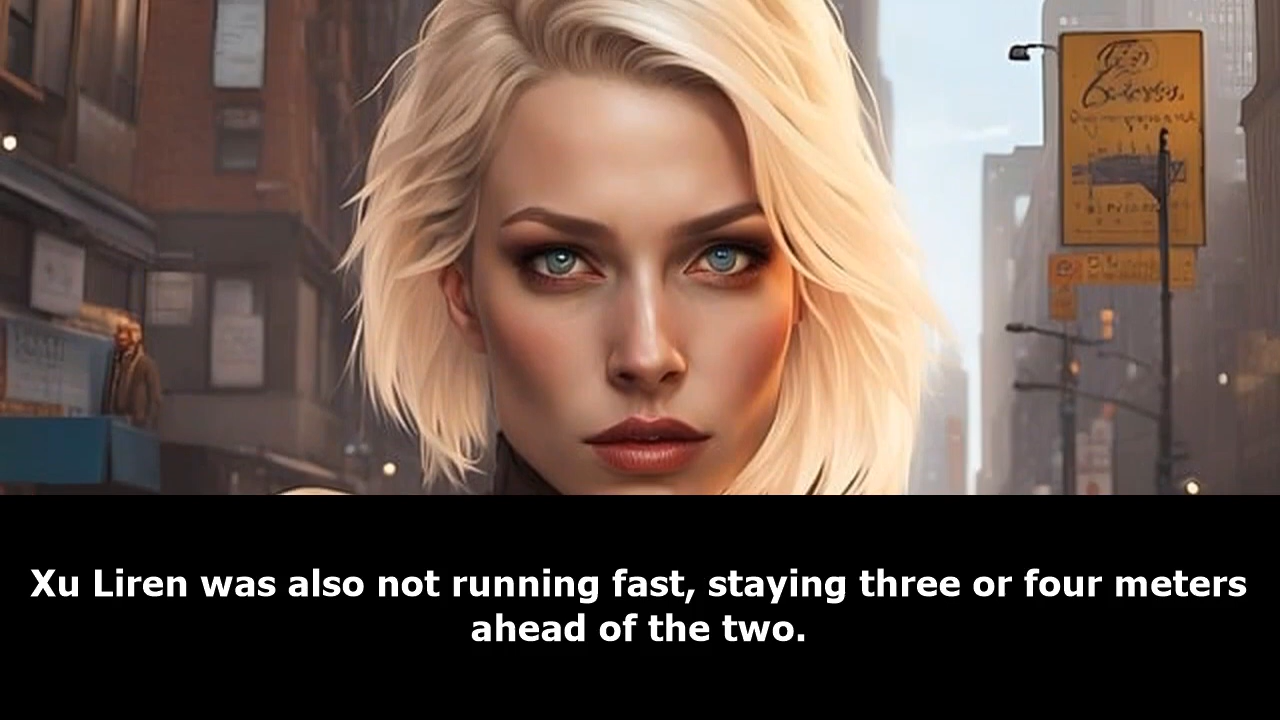 Xu Liren was also not running fast, staying three or four meters
ahead of the two.